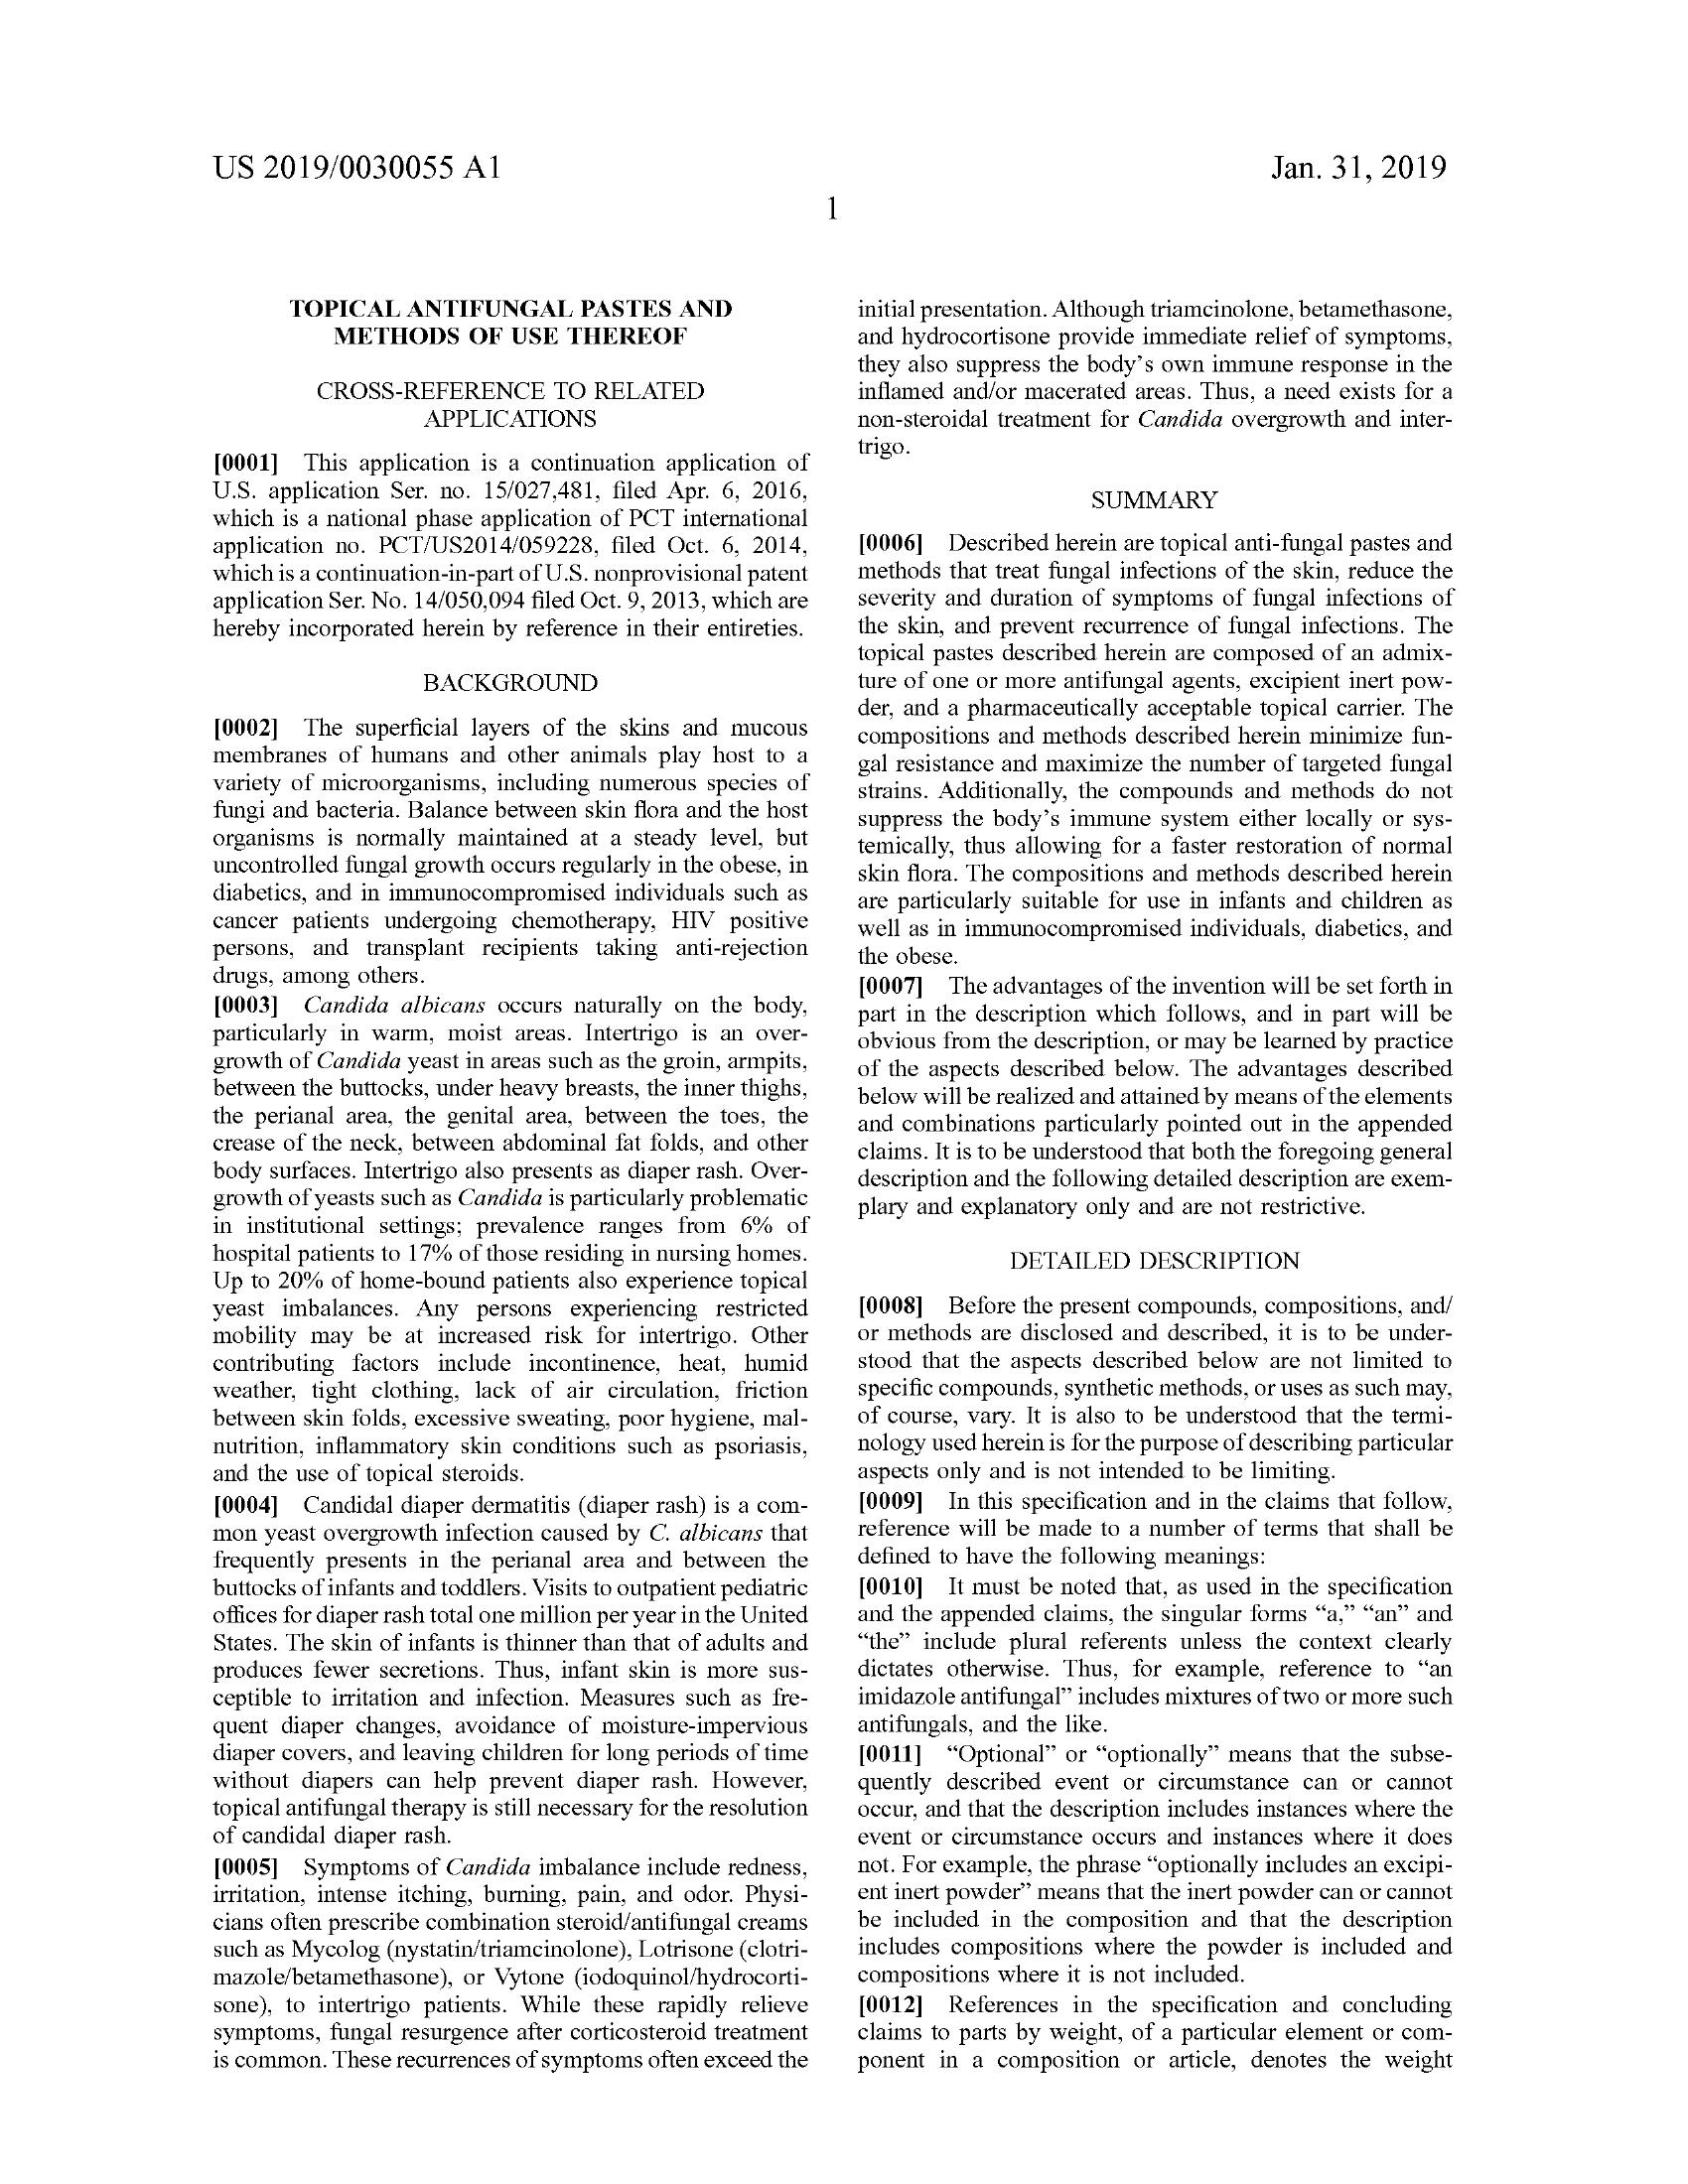 US 2019/0030055 A1
Jan. 31, 2019
1
TOPICAL ANTIFUNGAL PASTES AND
METHODS OF USE THEREOF
CROSS-REFERENCE TO RELATED
APPLICATIONS
[0001] This application is a continuation application of
U.S. application Ser. no. 15/027,481, filed Apr. 6, 2016,
which is a national phase application of PCT international
application no. PCT/US2014/059228, filed Oct. 6, 2014,
which is a continuation-in-part of U.S. nonprovisional patent
application Ser. No. 14/050,094 filed Oct. 9, 2013, which are
hereby incorporated herein by reference in their entireties.
BACKGROUND
[0002] The superficial layers of the skins and mucous
membranes of humans and other animals play host to a
variety of microorganisms, including numerous species of
fungi and bacteria. Balance between skin flora and the host
organisms is normally maintained at a steady level, but
uncontrolled fungal growth occurs regularly in the obese, in
diabetics, and in immunocompromised individuals such as
cancer patients undergoing chemotherapy, HIV positive
persons, and transplant recipients taking anti-rejection
drugs, among others.
[0003] Candida albicans occurs naturally on the body,
particularly in warm, moist areas. Intertrigo is an over-
growth of Candida yeast in areas such as the groin, armpits,
between the buttocks, under heavy breasts, the inner thighs,
the perianal area, the genital area, between the toes, the
crease of the neck, between abdominal fat folds, and other
body surfaces. Intertrigo also presents as diaper rash. Over-
growth of yeasts such as Candida is particularly problematic
in institutional settings; prevalence ranges from 6% of
hospital patients to 17% of those residing in nursing homes.
Up to 20% of home-bound patients also experience topical
yeast imbalances. Any persons experiencing restricted
mobility may be at increased risk for intertrigo. Other
contributing factors include incontinence, heat, humid
weather, tight clothing, lack of air circulation, friction
between skin folds, excessive sweating, poor hygiene, mal-
nutrition, inflammatory skin conditions such as psoriasis,
and the use of topical steroids.
[0004] Candidal diaper dermatitis (diaper rash) is a com-
mon yeast overgrowth infection caused by C. albicans that
frequently presents in the perianal area and between the
buttocks of infants and toddlers. Visits to outpatient pediatric
offices for diaper rash total one million per year in the United
States. The skin of infants is thinner than that of adults and
produces fewer secretions. Thus, infant skin is more sus-
ceptible to irritation and infection. Measures such as fre-
quent diaper changes, avoidance of moisture-impervious
diaper covers, and leaving children for long periods of time
without diapers can help prevent diaper rash. However,
topical antifungal therapy is still necessary for the resolution
of candidal diaper rash.
[0005] Symptoms of Candida imbalance include redness,
irritation, intense itching, burning, pain, and odor. Physi-
cians often prescribe combination steroid/antifungal creams
such as Mycolog (nystatin/triamcinolone), Lotrisone (clotri-
mazole/betamethasone), or Vytone (iodoquinol/hydrocorti-
sone), to intertrigo patients. While these rapidly relieve
symptoms, fungal resurgence after corticosteroid treatment
is common. These recurrences of symptoms often exceed the
initial presentation. Although triamcinolone, betamethasone,
and hydrocortisone provide immediate relief of symptoms,
they also suppress the body’s own immune response in the
inflamed and/or macerated areas. Thus, a need exists for a
non-steroidal treatment for Candida overgrowth and inter-
trigo.
SUMMARY
[0006] Described herein are topical anti-fungal pastes and
methods that treat fungal infections of the skin, reduce the
severity and duration of symptoms of fungal infections of
the skin, and prevent recurrence of fungal infections. The
topical pastes described herein are composed of an admix-
ture of one or more antifungal agents, excipient inert pow-
der, and a pharmaceutically acceptable topical carrier. The
compositions and methods described herein minimize fun-
gal resistance and maximize the number of targeted fungal
strains. Additionally, the compounds and methods do not
suppress the body’s immune system either locally or sys-
temically, thus allowing for a faster restoration of normal
skin flora. The compositions and methods described herein
are particularly suitable for use in infants and children as
well as in immunocompromised individuals, diabetics, and
the obese.
[0007] The advantages of the invention will be set forth in
part in the description which follows, and in part will be
obvious from the description, or may be learned by practice
of the aspects described below. The advantages described
below will be realized and attained by means of the elements
and combinations particularly pointed out in the appended
claims. It is to be understood that both the foregoing general
description and the following detailed description are exem-
plary and explanatory only and are not restrictive.
DETAILED DESCRIPTION
[0008] Before the present compounds, compositions, and/
or methods are disclosed and described, it is to be under-
stood that the aspects described below are not limited to
specific compounds, synthetic methods, or uses as such may,
of course, vary. It is also to be understood that the termi-
nology used herein is for the purpose of describing particular
aspects only and is not intended to be limiting.
[0009] In this specification and in the claims that follow,
reference will be made to a number of terms that shall be
defined to have the following meanings:
[0010] It must be noted that, as used in the specification
and the appended claims, the singular forms “a,” “an” and
“the” include plural referents unless the context clearly
dictates otherwise. Thus, for example, reference to “an
imidazole antifungal” includes mixtures of two or more such
antifungals, and the like.
[0011] “Optional” or “optionally” means that the subse-
quently described event or circumstance can or cannot
occur, and that the description includes instances where the
event or circumstance occurs and instances where it does
not. For example, the phrase “optionally includes an excipi-
ent inert powder” means that the inert powder can or cannot
be included in the composition and that the description
includes compositions where the powder is included and
compositions where it is not included.
[0012] References in the specification and concluding
claims to parts by weight, of a particular element or com-
ponent in a composition or article, denotes the weight